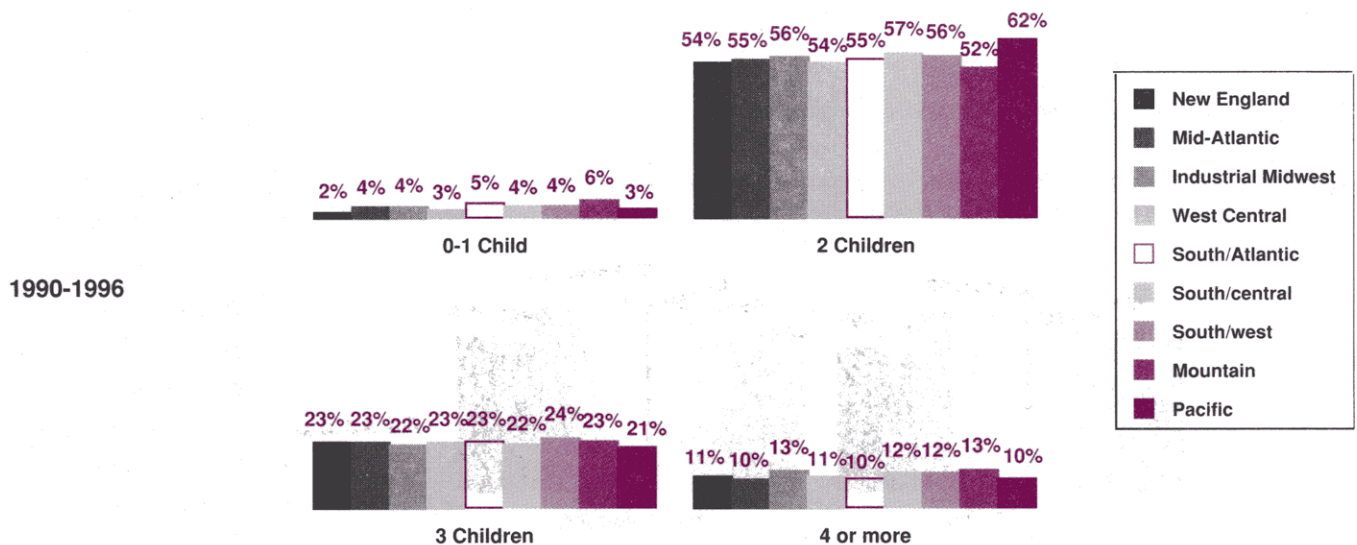 2% 4% 4% 3% 5% 4% 4% 6% 3%
0-1 Child
54% 55% 56% 54% 55% 57% 56% 52% 62%
2 Children
1990-1996
23% 23% 22% 23% 23% 22% 24% 23% 21%
3 Children
11% 10% 13% 11% 10% 12% 12% 13% 10%
4 or more
New England
Mid-Atlantic
Industrial Midwest
West Central
South/Atlantic
South/central
South/west
Mountain
Pacific